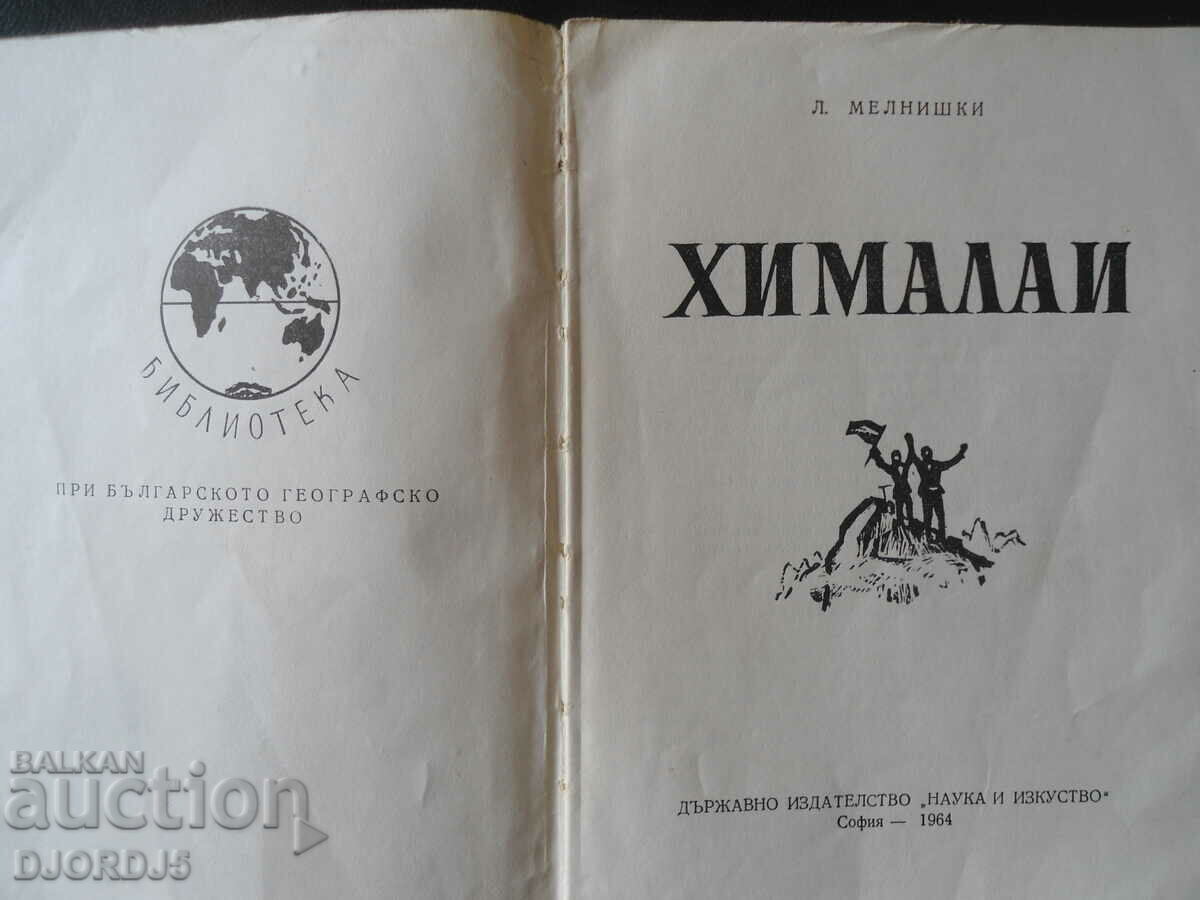 БИБЛИОТЕКА
ПРИ БЪЛГАРСКОТО ГЕОГРАФСКО
ДРУЖЕСТВО
Л. МЕЛНИШКИ
ХИМАЛАИ
ДЪРЖАВНО ИЗДАТЕЛСТВО „НАУКА И ИЗКУСТВО“
София — 1964
BALKAN
auction
DJORDJ5